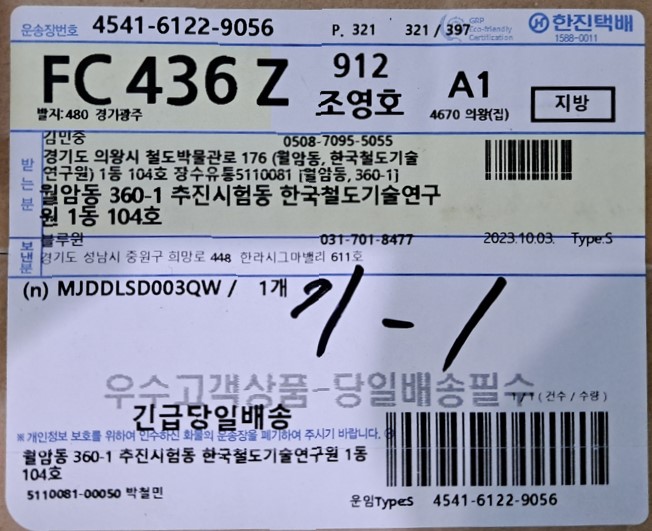 운송장번호 4541-6122-9056 P. 321 321 / 397 GRP Eco-friendly Certification 한진택배
1588-0011
FC 436 Z 912 조영호 A1 지방
발지:480 경기광주 4670 의왕(집)
받는분
김민중 0508-7095-5055
경기도 의왕시 철도박물관로 176 (월암동, 한국철도기술
연구원) 1동 104호 장수유통5110081 [월암동, 360-1]
월암동 360-1 추진시험동 한국철도기술연구
원 1동 104호
보낸분
블루원 031-701-8477 2023.10.03. Type.S
경기도 성남시 중원구 희망로 448 한라시그마밸리 611호
(n) MJDDLSD003QW / 1개
기-1
우수고객상품-당일배송필수
1/1 (건수 / 수량)
긴급당일배송
※ 개인정보 보호를 위하여 인수하신 화물의 운송장을 폐기하여 주시기 바랍니다.
월암동 360-1 추진시험동 한국철도기술연구원 1동
104호
5110081-00050 박철민 운임TypeS 4541-6122-9056